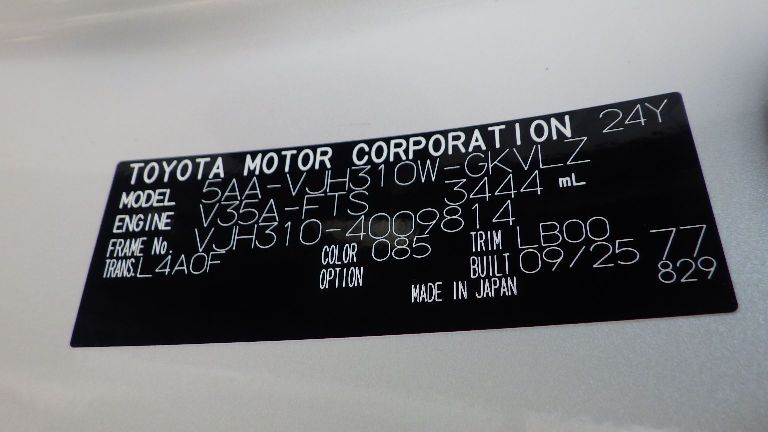 TOYOTA MOTOR CORPORATION 24Y
MODEL 5AA-VJH310W-GKVLZ
ENGINE V35A-FTS 3444 mL
FRAME No. VJH310-4009814
TRANS. L4A0F COLOR 085 TRIM LB00 77
OPTION BUILT 09/25 829
MADE IN JAPAN